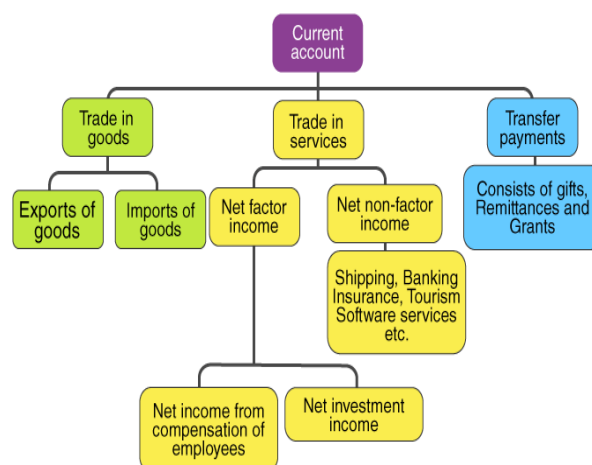 Current
account
Trade in
goods
Trade in
services
Transfer
payments
Exports of
goods
Imports of
goods
Net factor
income
Net non-factor
income
Consists of gifts,
Remittances and
Grants
Shipping, Banking
Insurance, Tourism
Software services
etc.
Net income from
compensation of
employees
Net investment
income